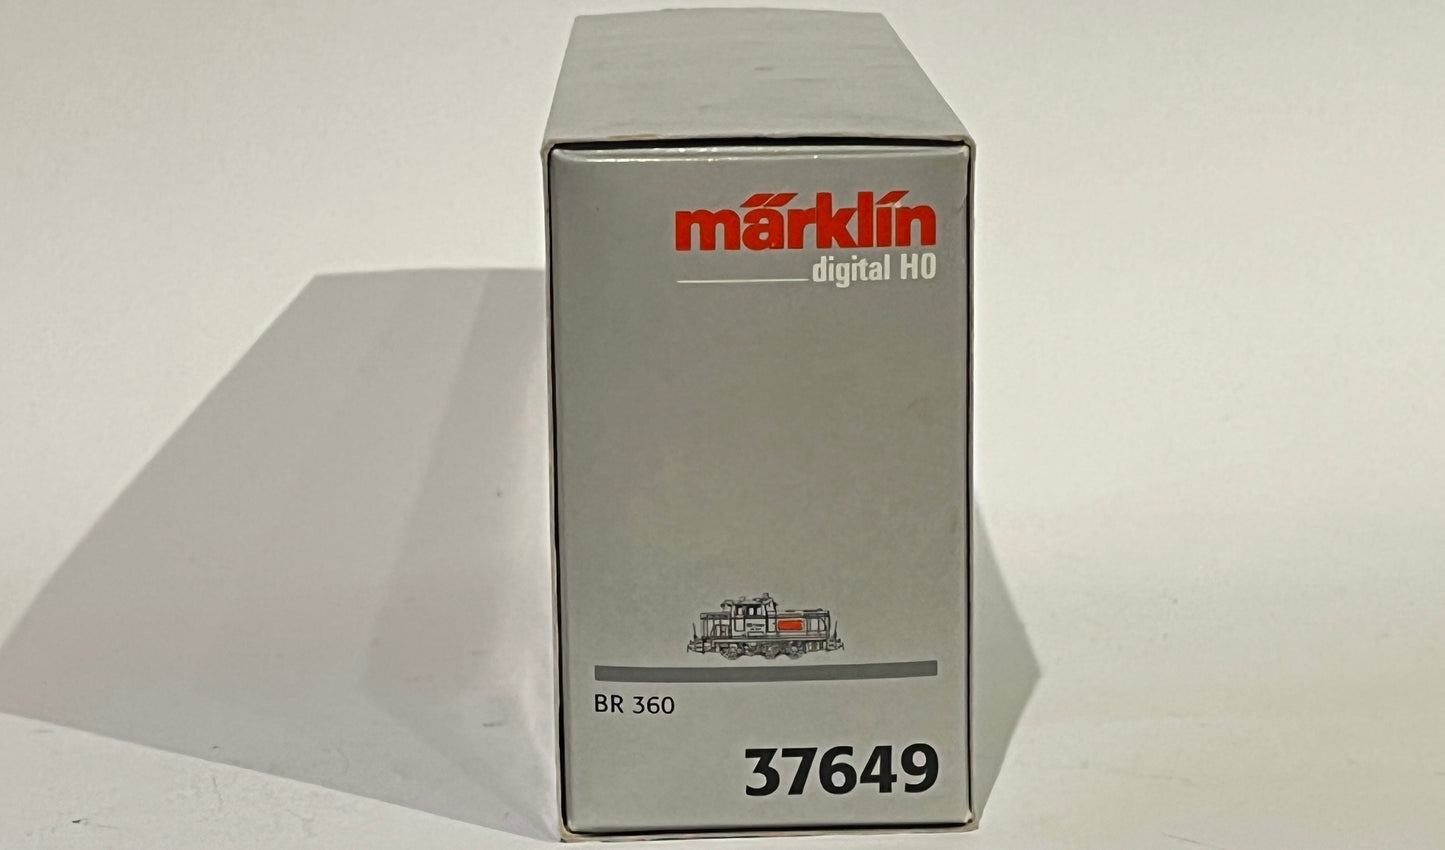 märklin
digital H0
BR 360
37649